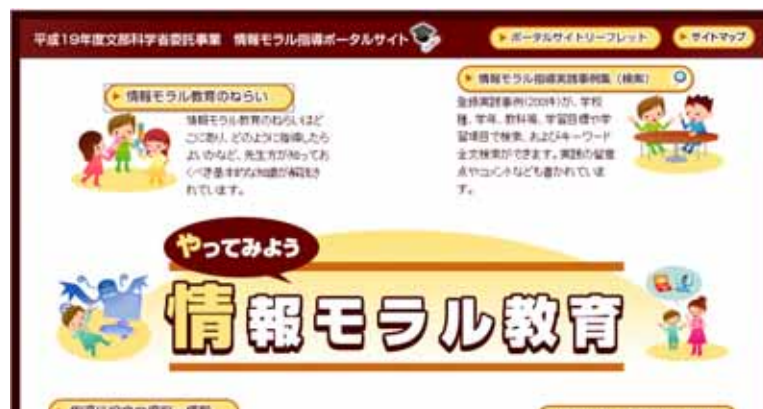 平成19年度文部科学省委託事業 情報モラル指導ポータルサイト
ポータルサイトリーフレット
サイトマップ
情報モラル教育のねらい
情報モラル教育のねらいはど
こにあり、どのように指導したら
よいかなど、先生方が知ってお
くべき基本的な知識が解説さ
れています。
情報モラル指導実践事例集(検索)
登録実践事例(200件)が、学校
種、学年、教科等、学習目標や学
習項目で検索、およびキーワード
全文検索ができます。実践の留意
点やコメントなども書かれていま
す。
やってみよう
情報モラル教育